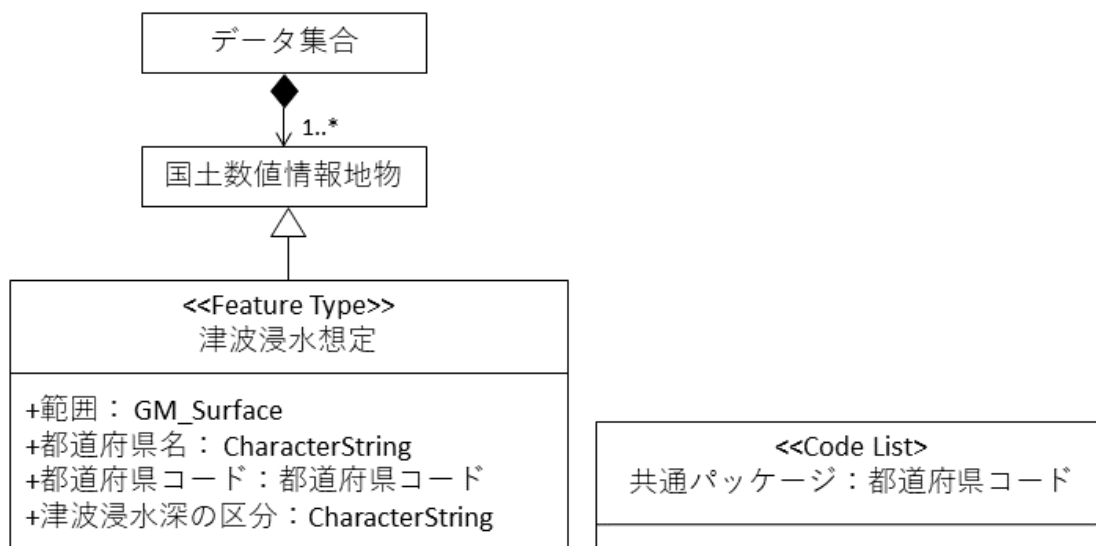 データ集合
1..*
国土数値情報地物
<<Feature Type>>
津波浸水想定
+範囲： GM_Surface
+都道府県名： CharacterString
+都道府県コード：都道府県コード
+津波浸水深の区分：CharacterString
<<Code List>
共通パッケージ：都道府県コード